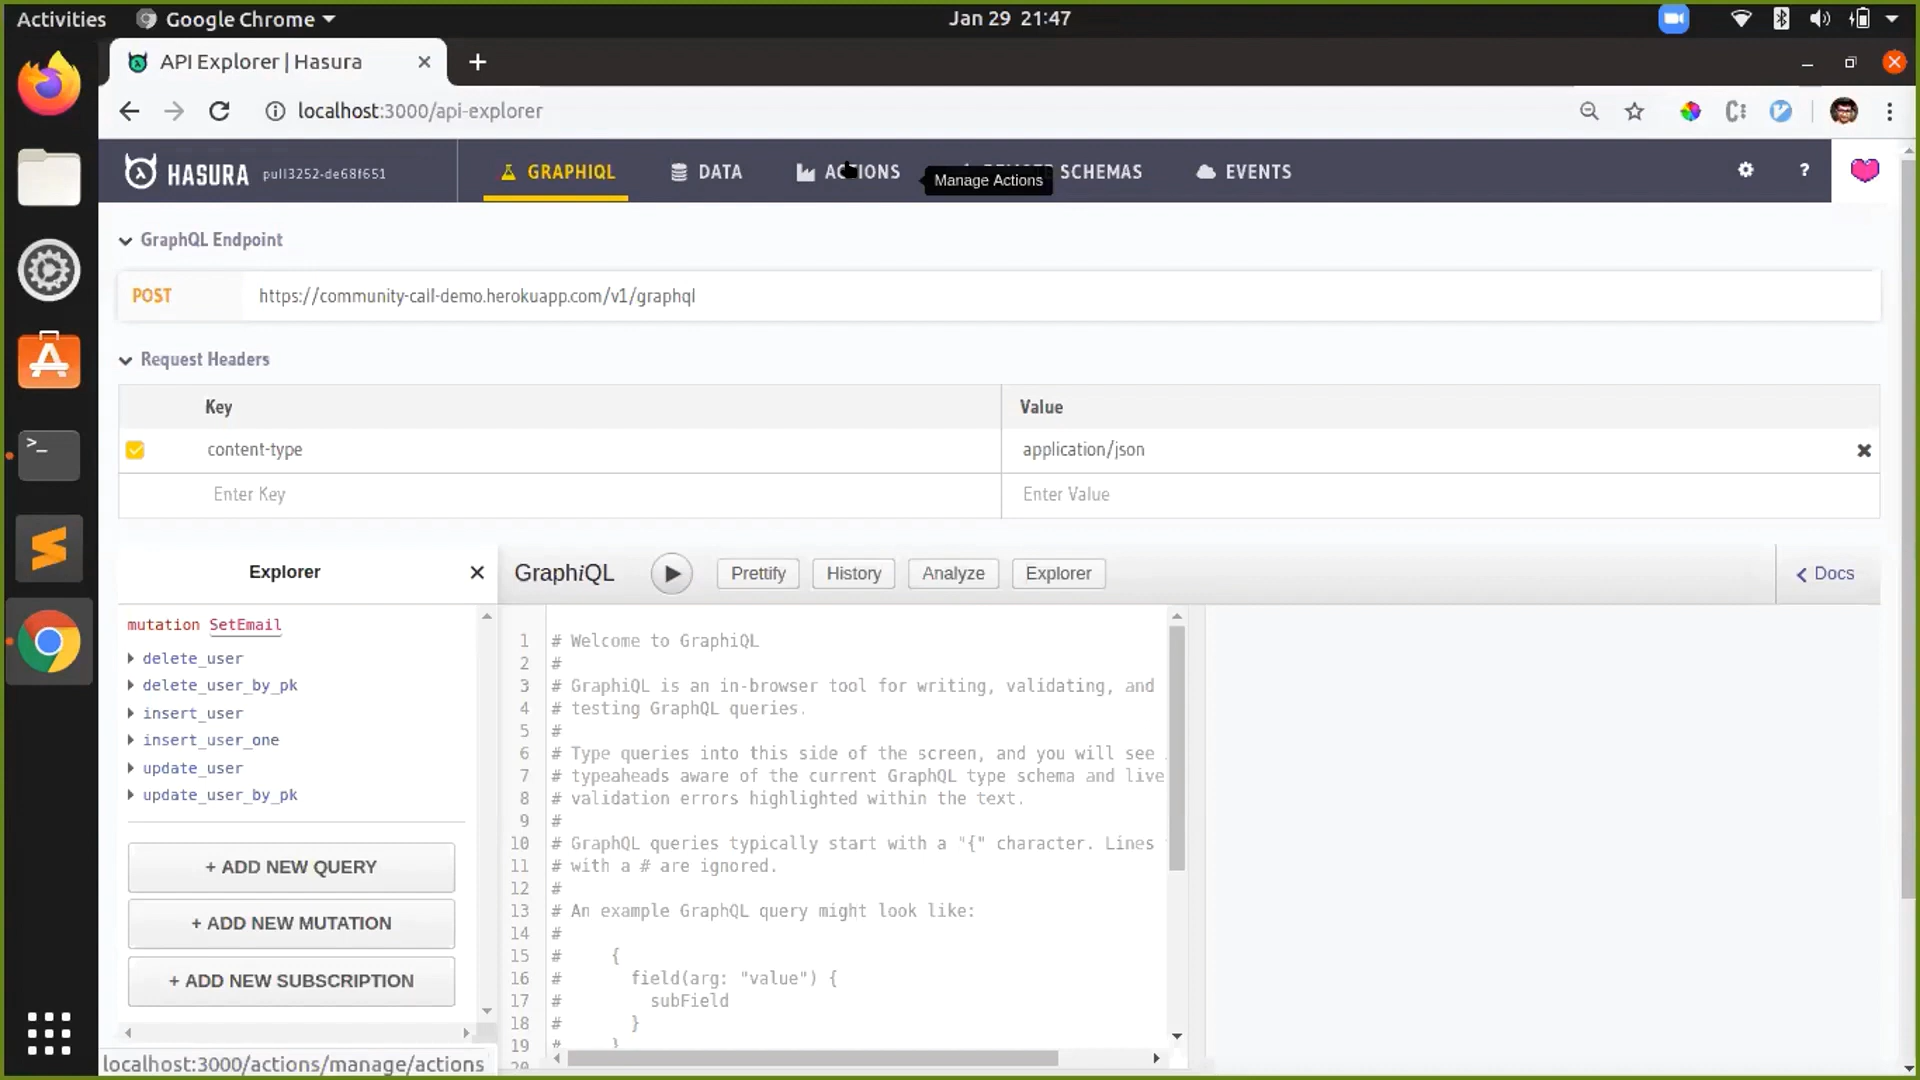 Activities
Google Chrome
Jan 29 21:47
API Explorer | Hasura
localhost:3000/api-explorer
HASURA pull3252-de68f651
GRAPHIQL
DATA
ACTIONS
Manage Actions
SCHEMAS
EVENTS
?
GraphQL Endpoint
POST
https://community-call-demo.herokuapp.com/v1/graphql
Request Headers
Key
Value
content-type
application/json
Enter Key
Enter Value
Explorer
GraphiQL
Prettify
History
Analyze
Explorer
Docs
mutation SetEmail
delete_user
delete_user_by_pk
insert_user
insert_user_one
update_user
update_user_by_pk
+ ADD NEW QUERY
+ ADD NEW MUTATION
+ ADD NEW SUBSCRIPTION
1 # Welcome to GraphiQL
2 #
3 # GraphiQL is an in-browser tool for writing, validating, and
4 # testing GraphQL queries.
5 #
6 # Type queries into this side of the screen, and you will see
7 # typeaheads aware of the current GraphQL type schema and live
8 # validation errors highlighted within the text.
9 #
10 # GraphQL queries typically start with a "{" character. Lines
11 # with a # are ignored.
12 #
13 # An example GraphQL query might look like:
14 #
15 # {
16 # field(arg: "value") {
17 # subField
18 # }
19 # }
20
localhost:3000/actions/manage/actions